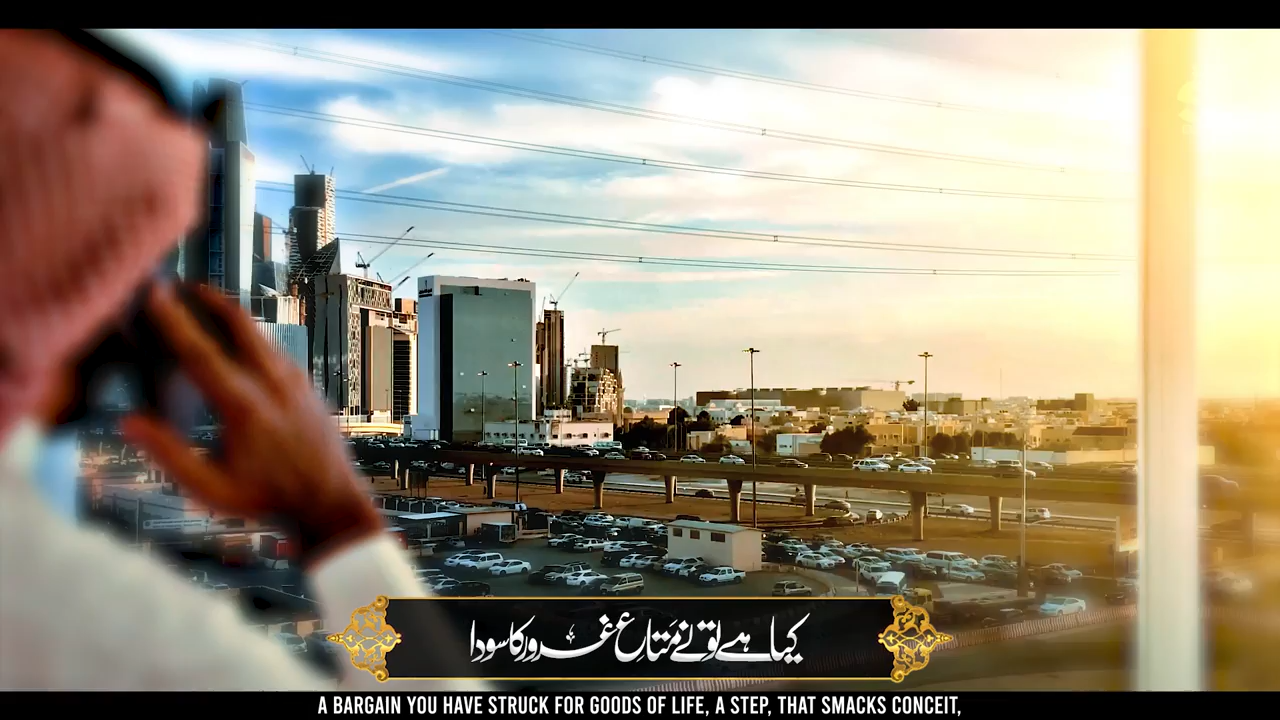 کیا ہے تو نے متاعِ غرور کا سودا
A BARGAIN YOU HAVE STRUCK FOR GOODS OF LIFE, A STEP, THAT SMACKS CONCEIT,